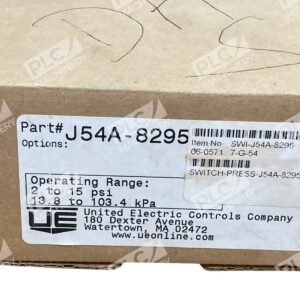 Part# J54A-8295
Options:
Item No SWI-J54A-8295
06-0571 7-G-54
SWITCH-PRESS-J54A-8295
Operating Range:
2 to 15 psi
13.8 to 103.4 kPa
UE
United Electric Controls Company
180 Dexter Avenue
Watertown, MA 02472
www.ueonline.com